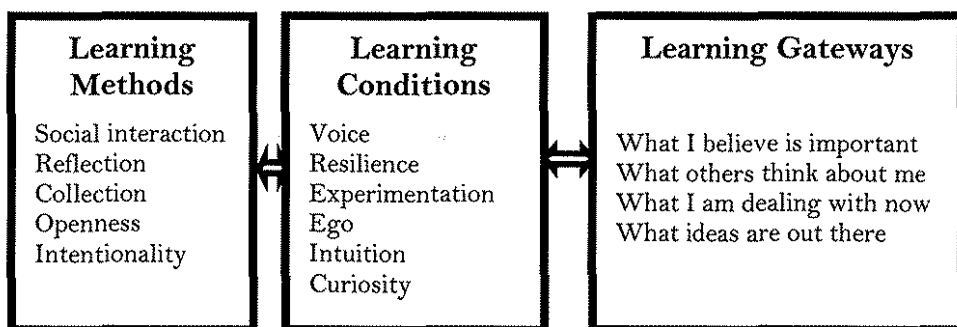 Learning
Methods
Social interaction
Reflection
Collection
Openness
Intentionality
Learning
Conditions
Voice
Resilience
Experimentation
Ego
Intuition
Curiosity
Learning Gateways
What I believe is important
What others think about me
What I am dealing with now
What ideas are out there